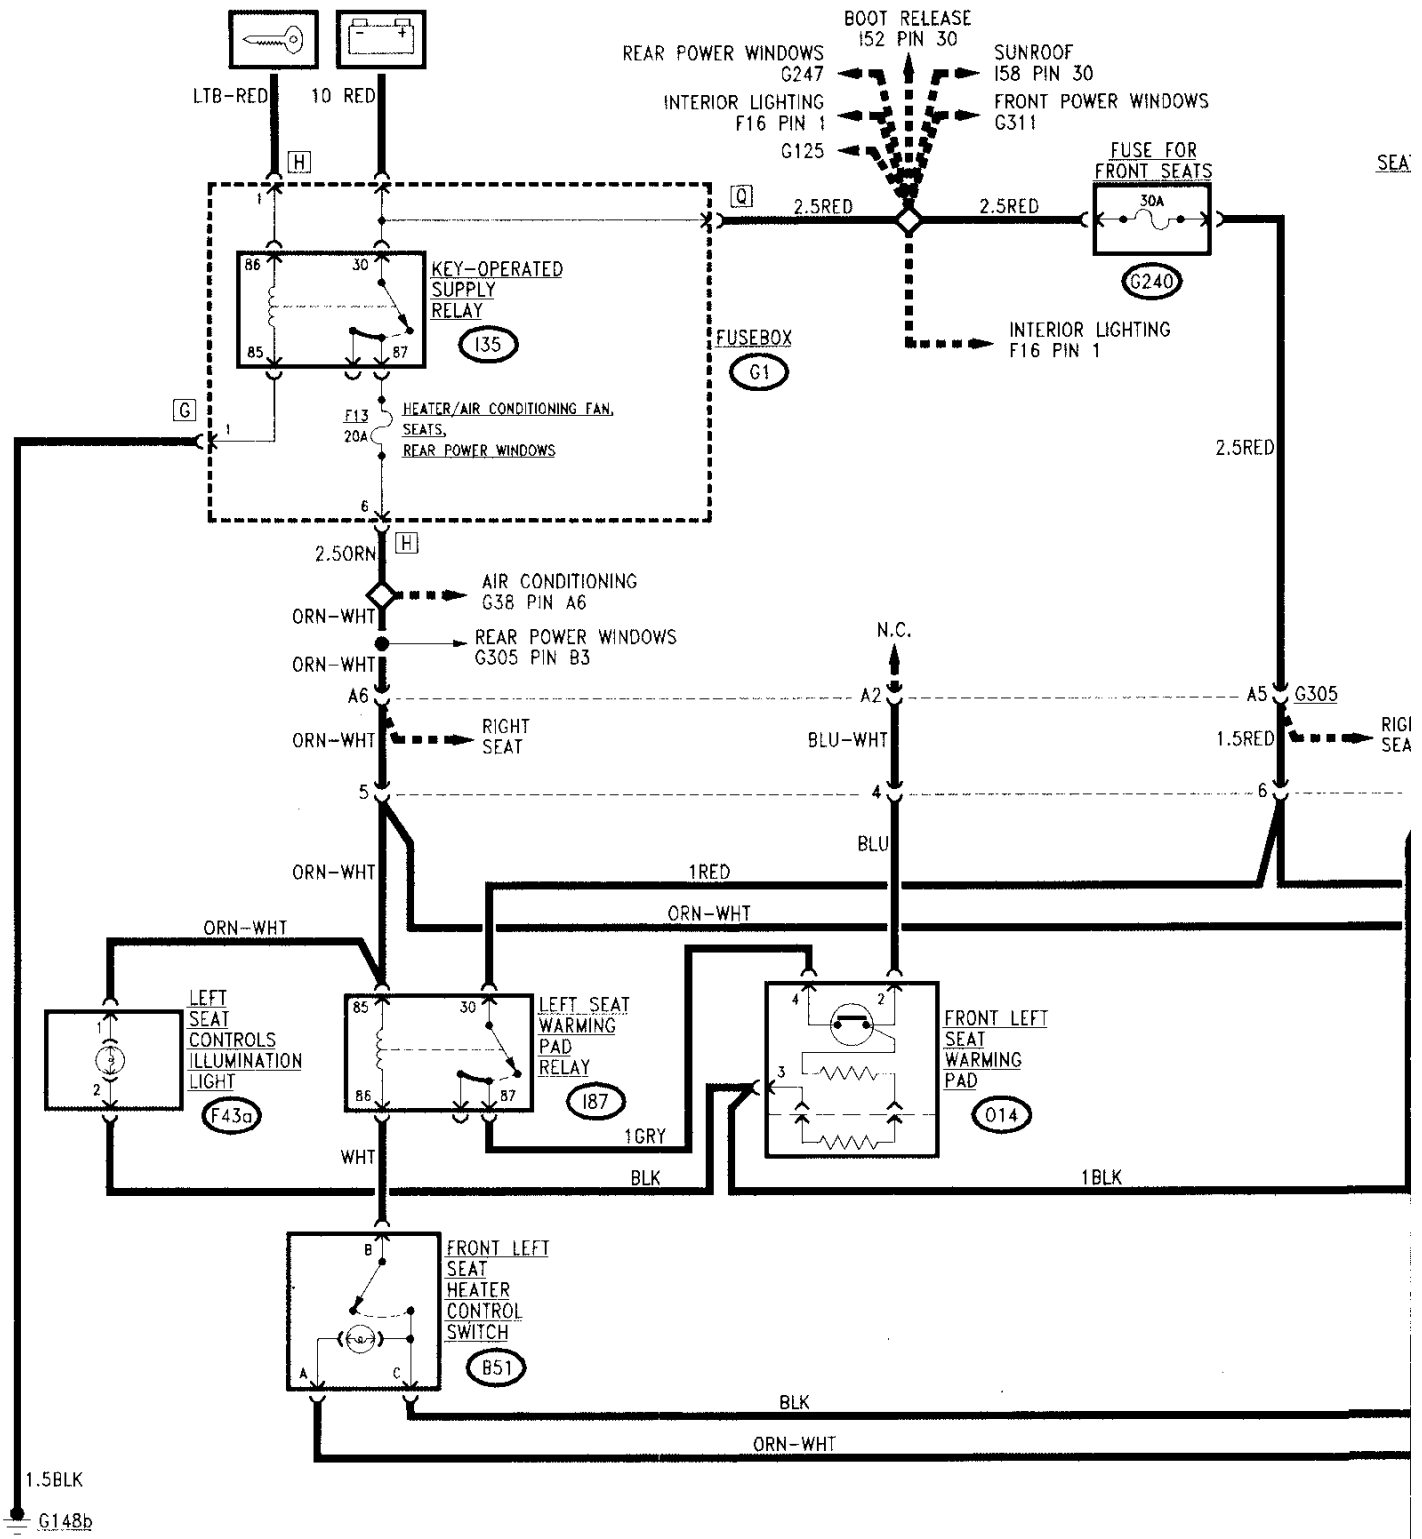 BOOT RELEASE
I52 PIN 30
REAR POWER WINDOWS
G247
SUNROOF
I58 PIN 30
LTB-RED
10 RED
INTERIOR LIGHTING
F16 PIN 1
FRONT POWER WINDOWS
G311
G125
FUSE FOR
FRONT SEATS
SEAT
H
1
Q
2.5RED
2.5RED
30A
86
30
KEY-OPERATED
SUPPLY
RELAY
G240
85
87
I35
FUSEBOX
G1
INTERIOR LIGHTING
F16 PIN 1
G
1
F13
20A
HEATER/AIR CONDITIONING FAN,
SEATS,
REAR POWER WINDOWS
2.5RED
6
H
2.5ORN
AIR CONDITIONING
G38 PIN A6
ORN-WHT
REAR POWER WINDOWS
G305 PIN B3
N.C.
ORN-WHT
A6
A2
A5
G305
ORN-WHT
RIGHT
SEAT
BLU-WHT
1.5RED
RIG
SEA
5
4
6
BLU
ORN-WHT
1RED
ORN-WHT
ORN-WHT
LEFT
SEAT
CONTROLS
ILLUMINATION
LIGHT
1
2
F43a
85
30
86
87
LEFT SEAT
WARMING
PAD
RELAY
I87
4
2
3
FRONT LEFT
SEAT
WARMING
PAD
O14
1GRY
WHT
BLK
1BLK
B
FRONT LEFT
SEAT
HEATER
CONTROL
SWITCH
A
C
B51
BLK
ORN-WHT
1.5BLK
G148b